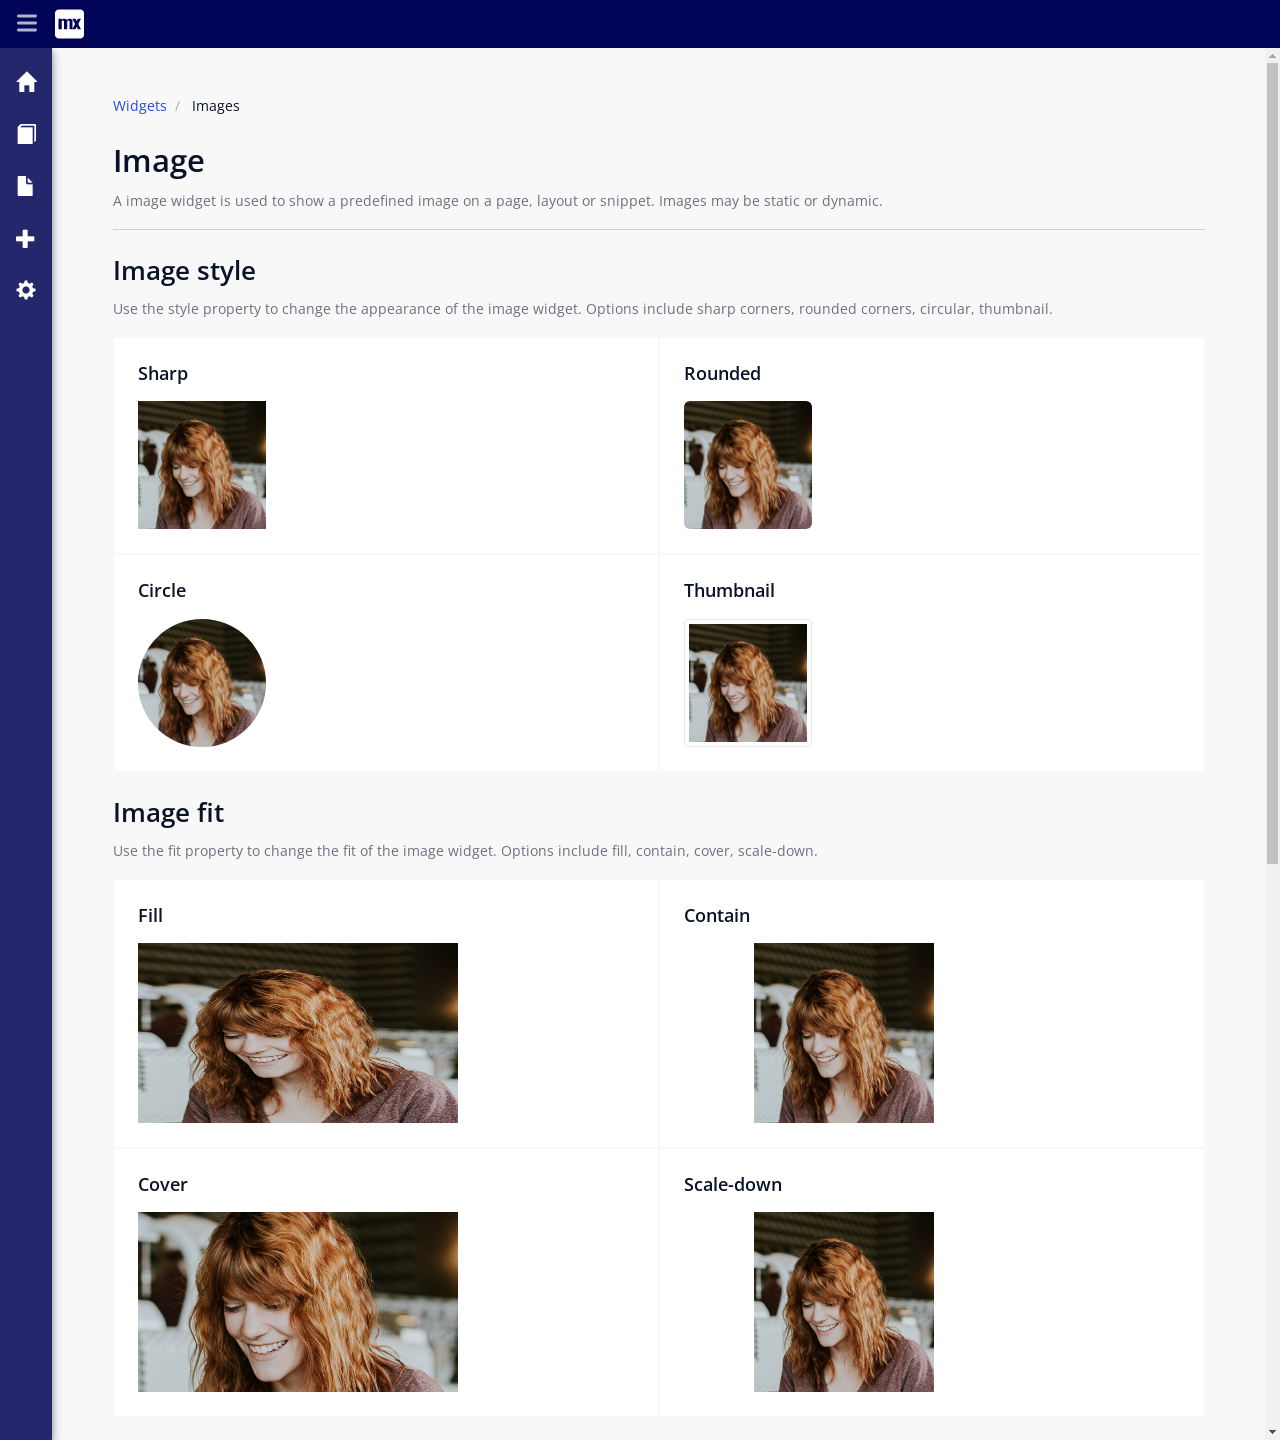 mx
Widgets / Images
Image
A image widget is used to show a predefined image on a page, layout or snippet. Images may be static or dynamic.
Image style
Use the style property to change the appearance of the image widget. Options include sharp corners, rounded corners, circular, thumbnail.
Sharp
Rounded
Circle
Thumbnail
Image fit
Use the fit property to change the fit of the image widget. Options include fill, contain, cover, scale-down.
Fill
Contain
Cover
Scale-down